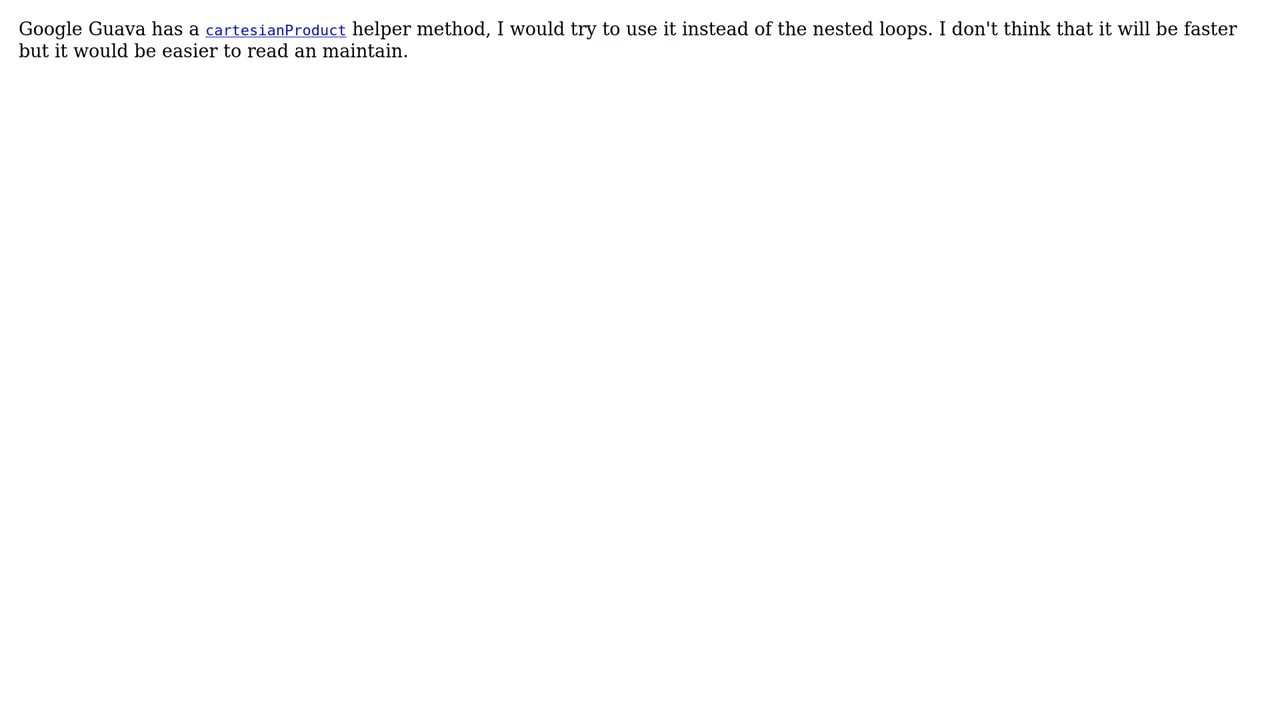 Google Guava has a cartesianProduct helper method, I would try to use it instead of the nested loops. I don't think that it will be faster
but it would be easier to read an maintain.